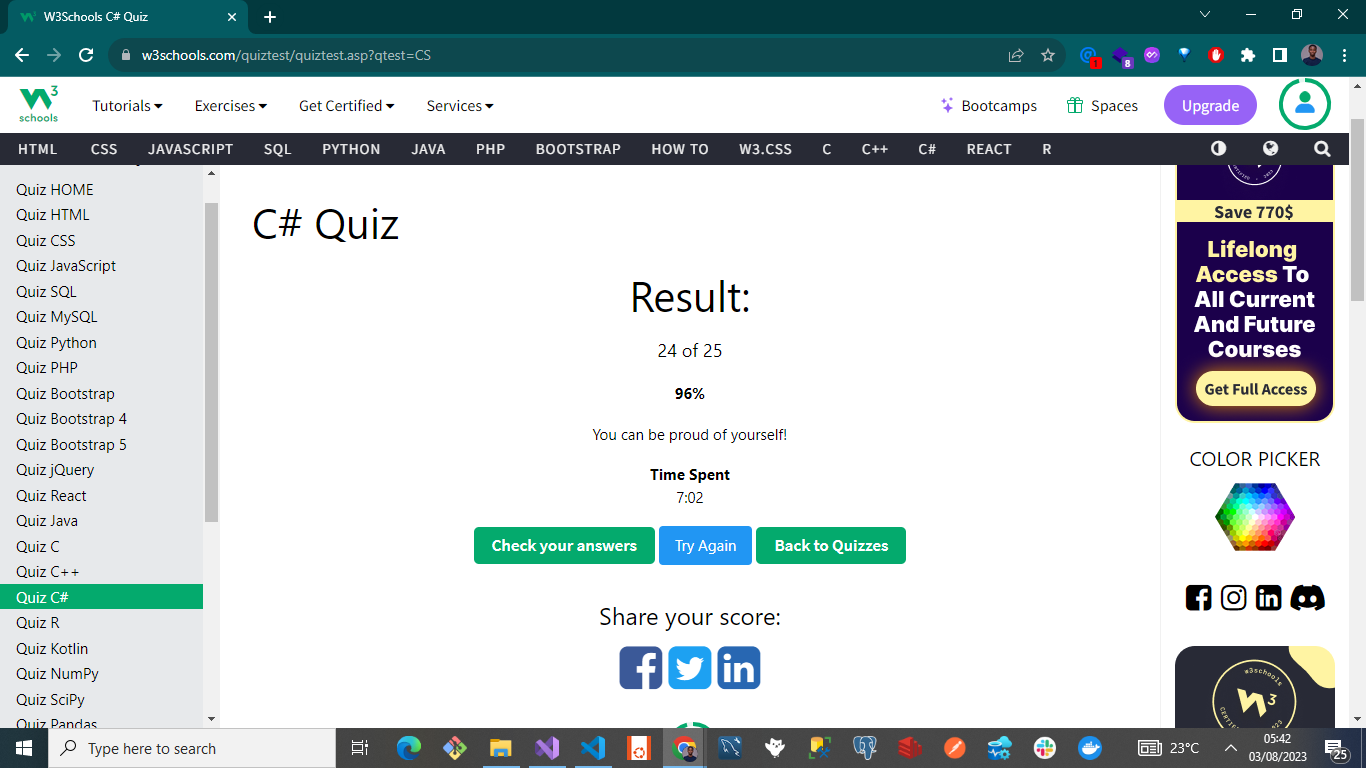 W3Schools C# Quiz
w3schools.com/quiztest/quiztest.asp?qtest=CS
1
8
3
schools
Tutorials
Exercises
Get Certified
Services
Bootcamps
Spaces
Upgrade
HTML
CSS
JAVASCRIPT
SQL
PYTHON
JAVA
PHP
BOOTSTRAP
HOW TO
W3.CSS
C
C++
C#
REACT
R
Quiz HOME
Quiz HTML
Quiz CSS
Quiz JavaScript
Quiz SQL
Quiz MySQL
Quiz Python
Quiz PHP
Quiz Bootstrap
Quiz Bootstrap 4
Quiz Bootstrap 5
Quiz jQuery
Quiz React
Quiz Java
Quiz C
Quiz C++
Quiz C#
Quiz R
Quiz Kotlin
Quiz NumPy
Quiz SciPy
Quiz Pandas
C# Quiz
Result:
24 of 25
96%
You can be proud of yourself!
Time Spent
7:02
Check your answers
Try Again
Back to Quizzes
Share your score:
Save 770$
Lifelong
Access To
All Current
And Future
Courses
Get Full Access
COLOR PICKER
w3schools
3
Type here to search
23°C
05:42
03/08/2023
25